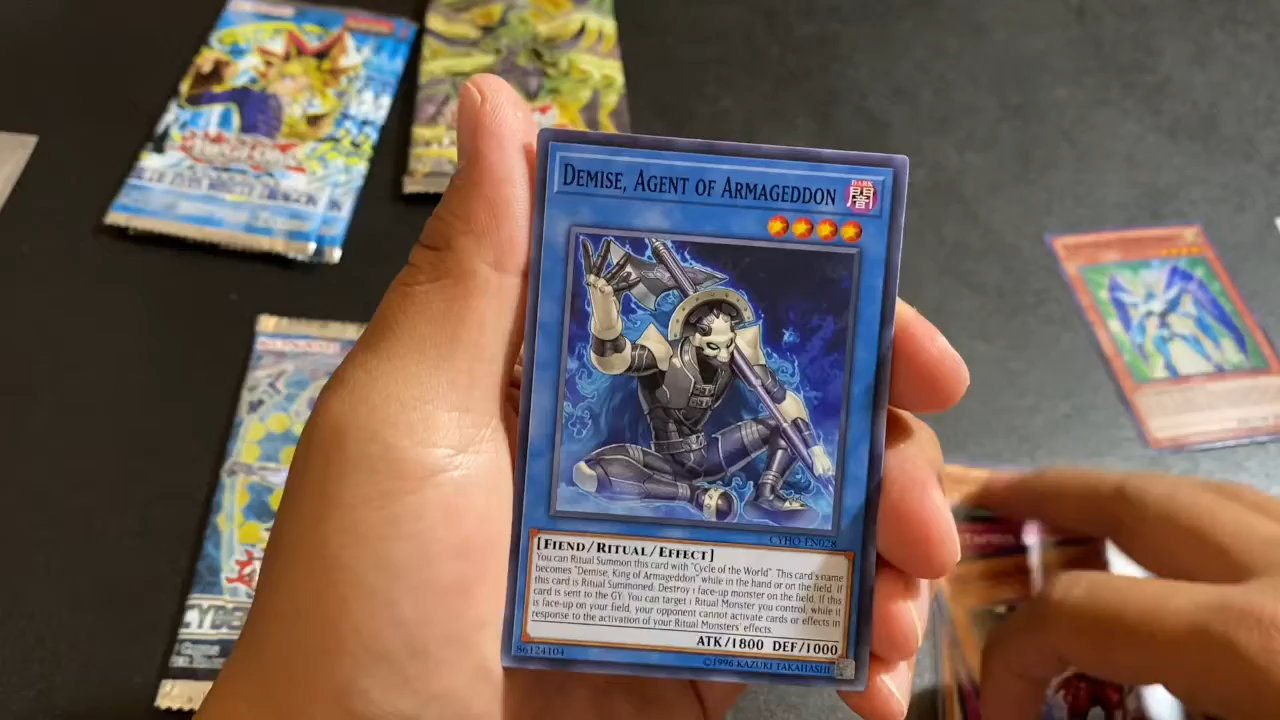 DEMISE, AGENT OF ARMAGEDDON
DARK
闇
CYHO-EN028
[FIEND/RITUAL/EFFECT]
You can Ritual Summon this card with "Cycle of the World". This card's name
becomes "Demise, King of Armageddon" while in the hand or on the field. If
this card is Ritual Summoned: Destroy 1 face-up monster on the field. If this
card is sent to the GY: You can target 1 Ritual Monster you control; while it
is face-up on your field, your opponent cannot activate cards or effects in
response to the activation of your Ritual Monsters' effects.
ATK/1800 DEF/1000
86124104
©1996 KAZUKI TAKAHASHI
KONAMI
CYBE